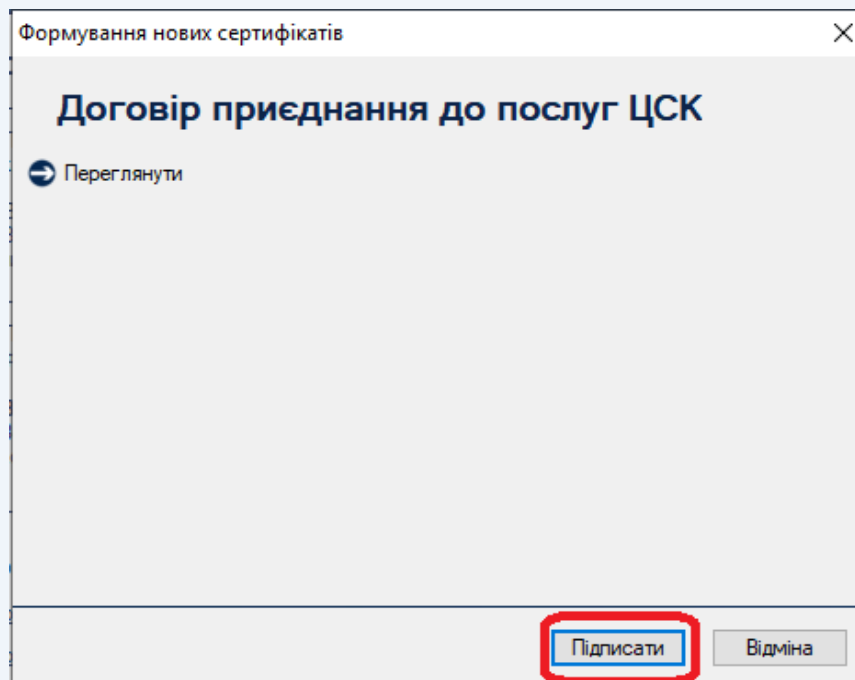 Формування нових сертифікатів
Договір приєднання до послуг ЦСК
Переглянути
Підписати
Відміна